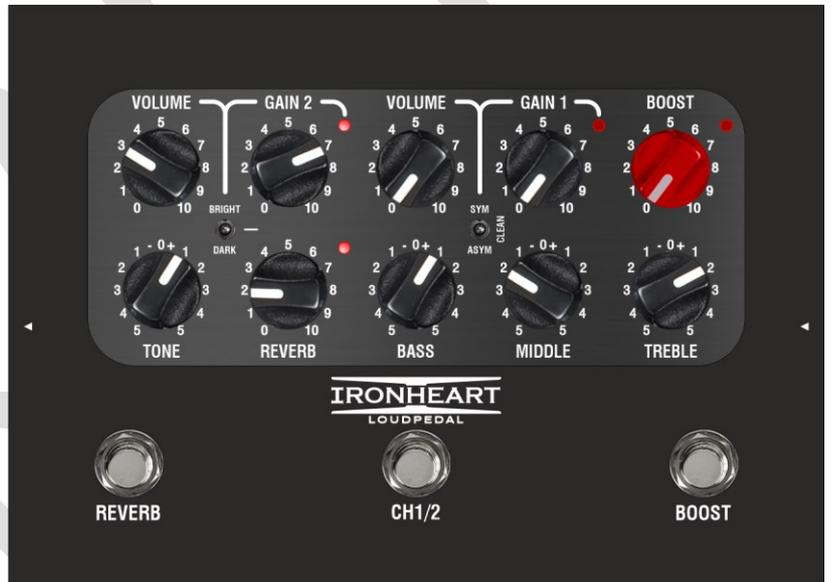 VOLUME GAIN 2 VOLUME GAIN 1 BOOST
0 1 2 3 4 5 6 7 8 9 10
0 1 2 3 4 5 6 7 8 9 10
0 1 2 3 4 5 6 7 8 9 10
0 1 2 3 4 5 6 7 8 9 10
0 1 2 3 4 5 6 7 8 9 10
BRIGHT
DARK
SYM
ASYM
CLEAN
5 4 3 2 1 - 0 + 1 2 3 4 5
0 1 2 3 4 5 6 7 8 9 10
5 4 3 2 1 - 0 + 1 2 3 4 5
5 4 3 2 1 - 0 + 1 2 3 4 5
5 4 3 2 1 - 0 + 1 2 3 4 5
TONE REVERB BASS MIDDLE TREBLE
IRONHEART
LOUDPEDAL
REVERB CH1/2 BOOST